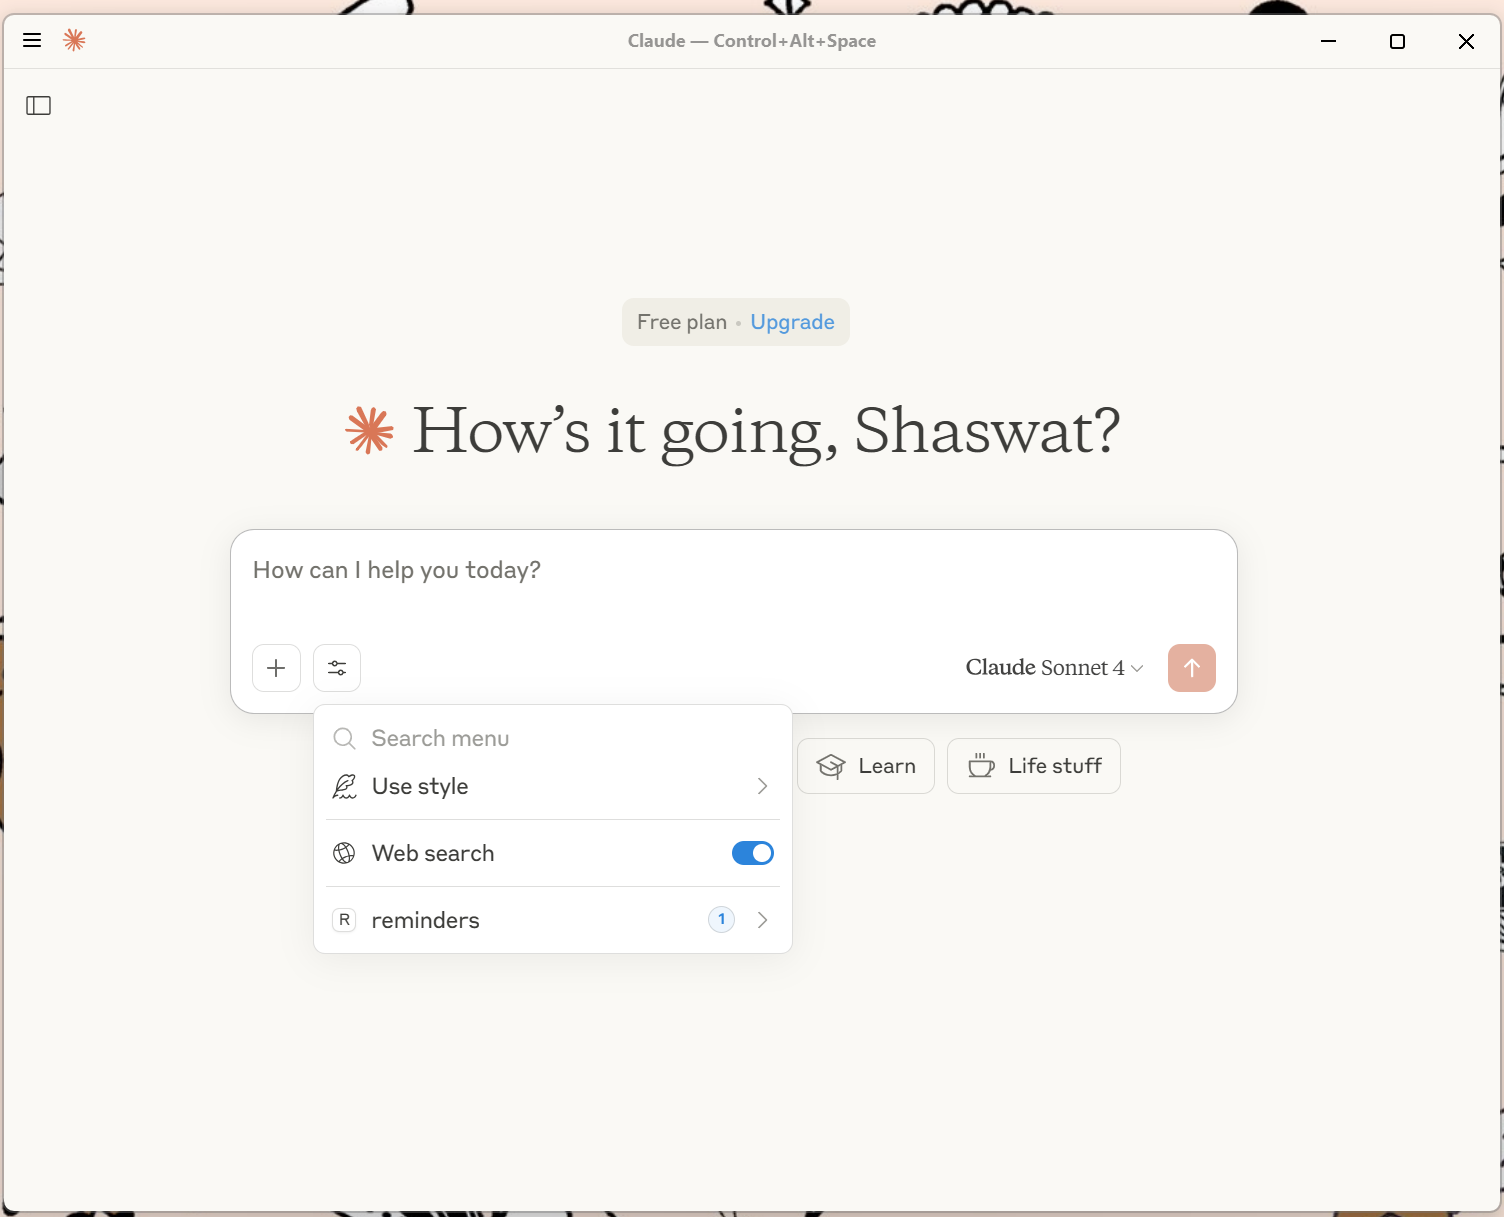 Claude — Control+Alt+Space
Free plan • Upgrade
How's it going, Shaswat?
How can I help you today?
Claude Sonnet 4
Search menu
Use style
Web search
R reminders 1
Learn
Life stuff